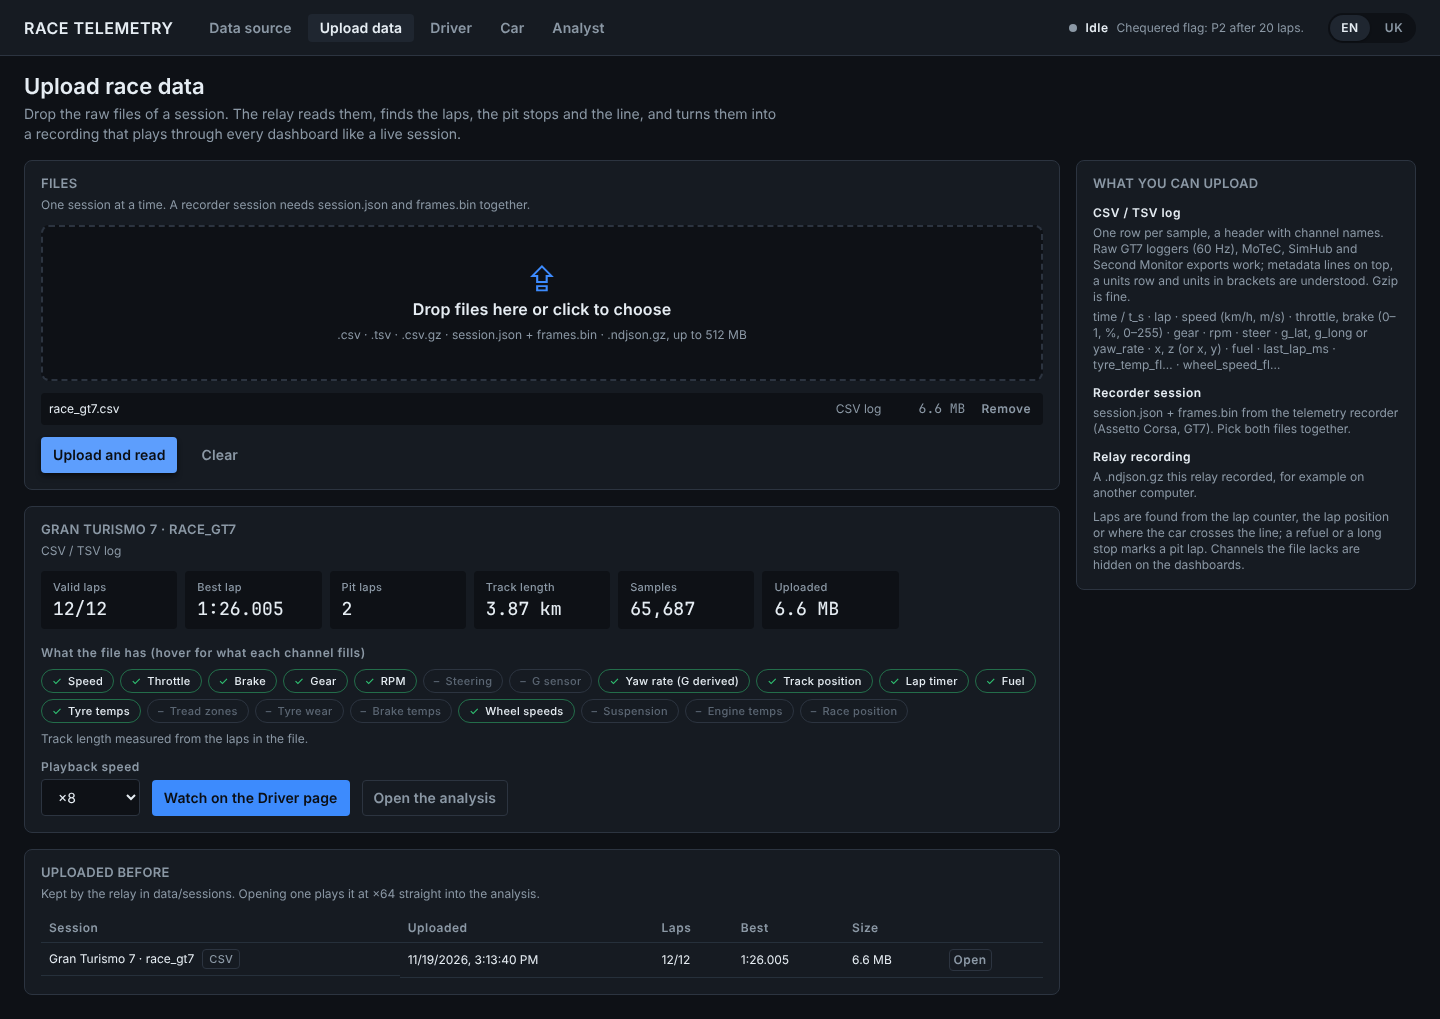 RACE TELEMETRY
Data source
Upload data
Driver
Car
Analyst
Idle Chequered flag: P2 after 20 laps.
EN
UK
Upload race data
Drop the raw files of a session. The relay reads them, finds the laps, the pit stops and the line, and turns them into
a recording that plays through every dashboard like a live session.
FILES
One session at a time. A recorder session needs session.json and frames.bin together.
Drop files here or click to choose
.csv · .tsv · .csv.gz · session.json + frames.bin · .ndjson.gz, up to 512 MB
race_gt7.csv
CSV log
6.6 MB
Remove
Upload and read
Clear
GRAN TURISMO 7 · RACE_GT7
CSV / TSV log
Valid laps
12/12
Best lap
1:26.005
Pit laps
2
Track length
3.87 km
Samples
65,687
Uploaded
6.6 MB
What the file has (hover for what each channel fills)
✓ Speed
✓ Throttle
✓ Brake
✓ Gear
✓ RPM
– Steering
– G sensor
✓ Yaw rate (G derived)
✓ Track position
✓ Lap timer
✓ Fuel
✓ Tyre temps
– Tread zones
– Tyre wear
– Brake temps
✓ Wheel speeds
– Suspension
– Engine temps
– Race position
Track length measured from the laps in the file.
Playback speed
×8
Watch on the Driver page
Open the analysis
UPLOADED BEFORE
Kept by the relay in data/sessions. Opening one plays it at ×64 straight into the analysis.
Session
Uploaded
Laps
Best
Size
Gran Turismo 7 · race_gt7
CSV
11/19/2026, 3:13:40 PM
12/12
1:26.005
6.6 MB
Open
WHAT YOU CAN UPLOAD
CSV / TSV log
One row per sample, a header with channel names.
Raw GT7 loggers (60 Hz), MoTeC, SimHub and
Second Monitor exports work; metadata lines on top,
a units row and units in brackets are understood. Gzip
is fine.
time / t_s · lap · speed (km/h, m/s) · throttle, brake (0–
1, %, 0–255) · gear · rpm · steer · g_lat, g_long or
yaw_rate · x, z (or x, y) · fuel · last_lap_ms ·
tyre_temp_fl… · wheel_speed_fl…
Recorder session
session.json + frames.bin from the telemetry recorder
(Assetto Corsa, GT7). Pick both files together.
Relay recording
A .ndjson.gz this relay recorded, for example on
another computer.
Laps are found from the lap counter, the lap position
or where the car crosses the line; a refuel or a long
stop marks a pit lap. Channels the file lacks are
hidden on the dashboards.